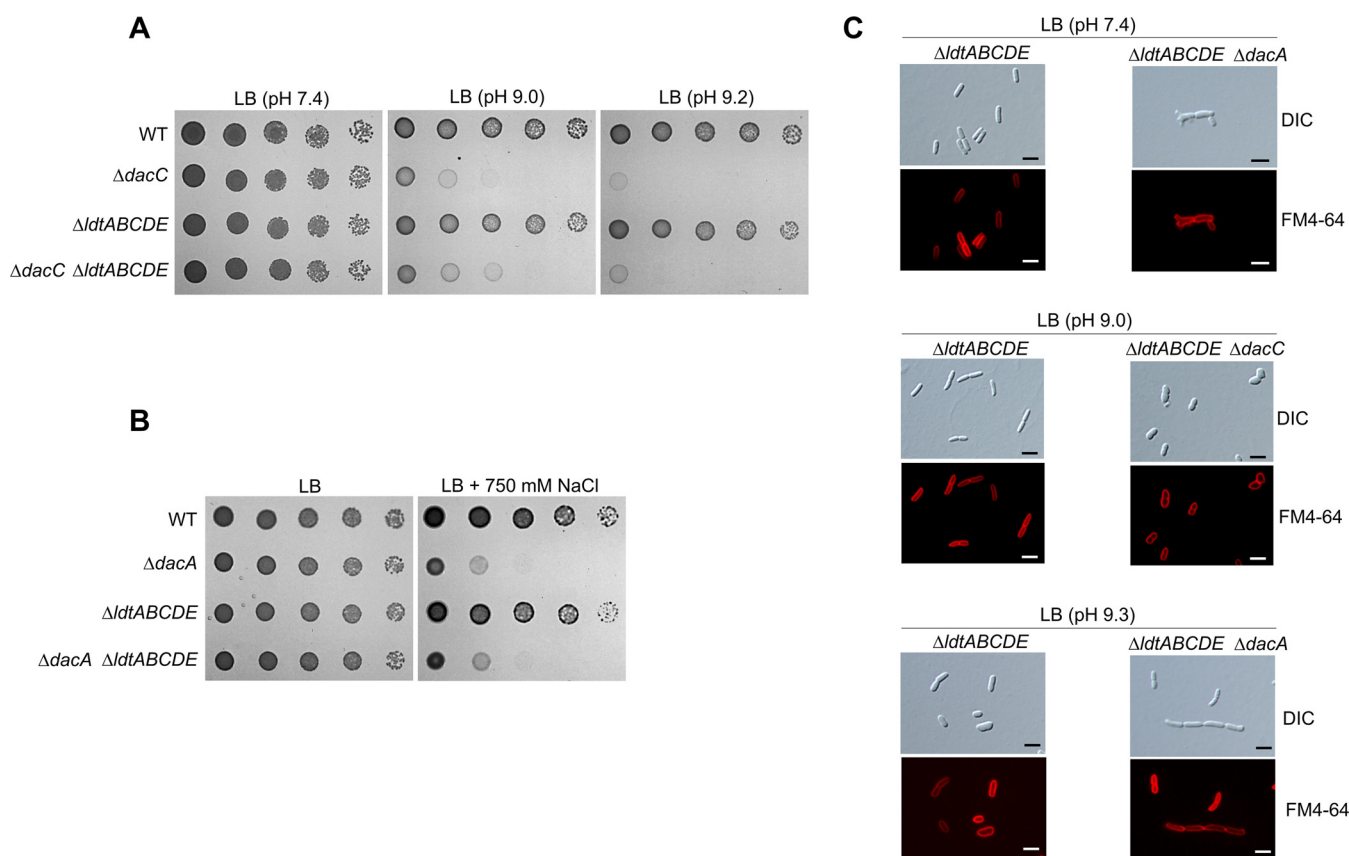 A
LB (pH 7.4) LB (pH 9.0) LB (pH 9.2)
WT
ΔdacC
ΔldtABCDE
ΔdacC ΔldtABCDE
B
LB LB + 750 mM NaCl
WT
ΔdacA
ΔldtABCDE
ΔdacA ΔldtABCDE
C
LB (pH 7.4)
ΔldtABCDE ΔldtABCDE ΔdacA
DIC
FM4-64
LB (pH 9.0)
ΔldtABCDE ΔldtABCDE ΔdacC
DIC
FM4-64
LB (pH 9.3)
ΔldtABCDE ΔldtABCDE ΔdacA
DIC
FM4-64